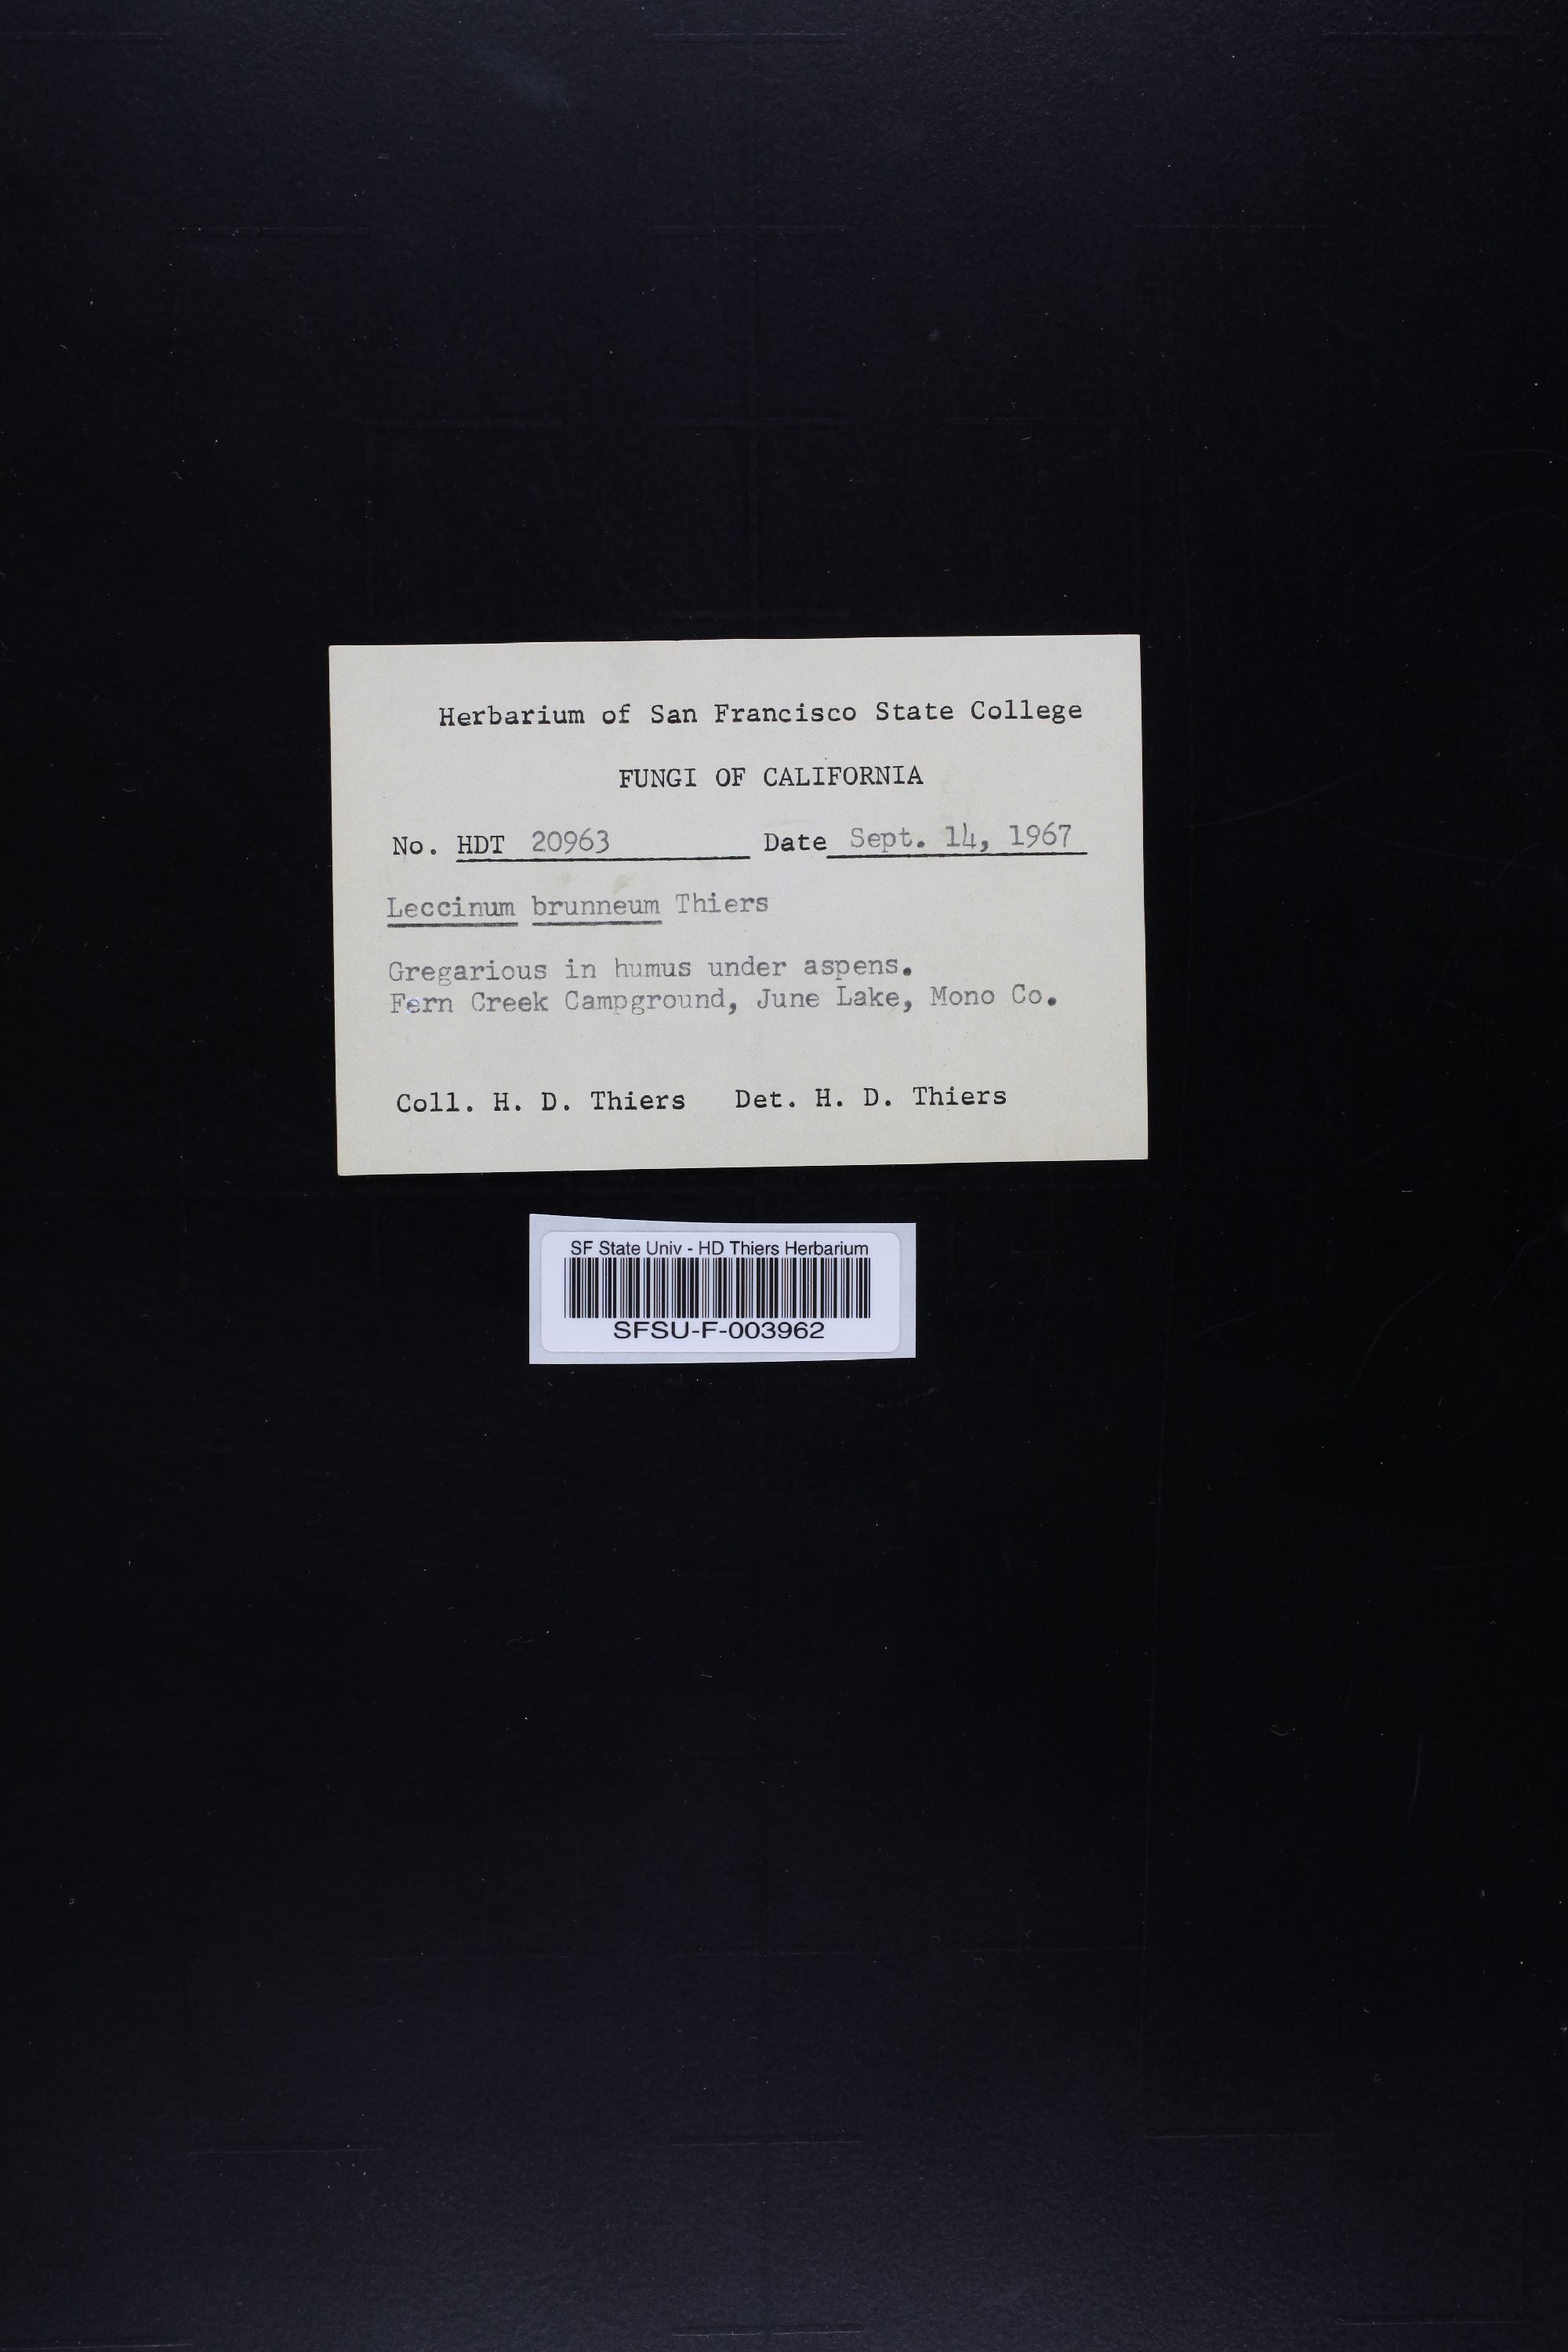 Herbarium of San Francisco State College
FUNGI OF CALIFORNIA
No. HDT 20963 Date Sept. 14, 1967
Leccinum brunneum Thiers
Gregarious in humus under aspens.
Fern Creek Campground, June Lake, Mono Co.
Coll. H. D. Thiers Det. H. D. Thiers
SF State Univ - HD Thiers Herbarium
SFSU-F-003962